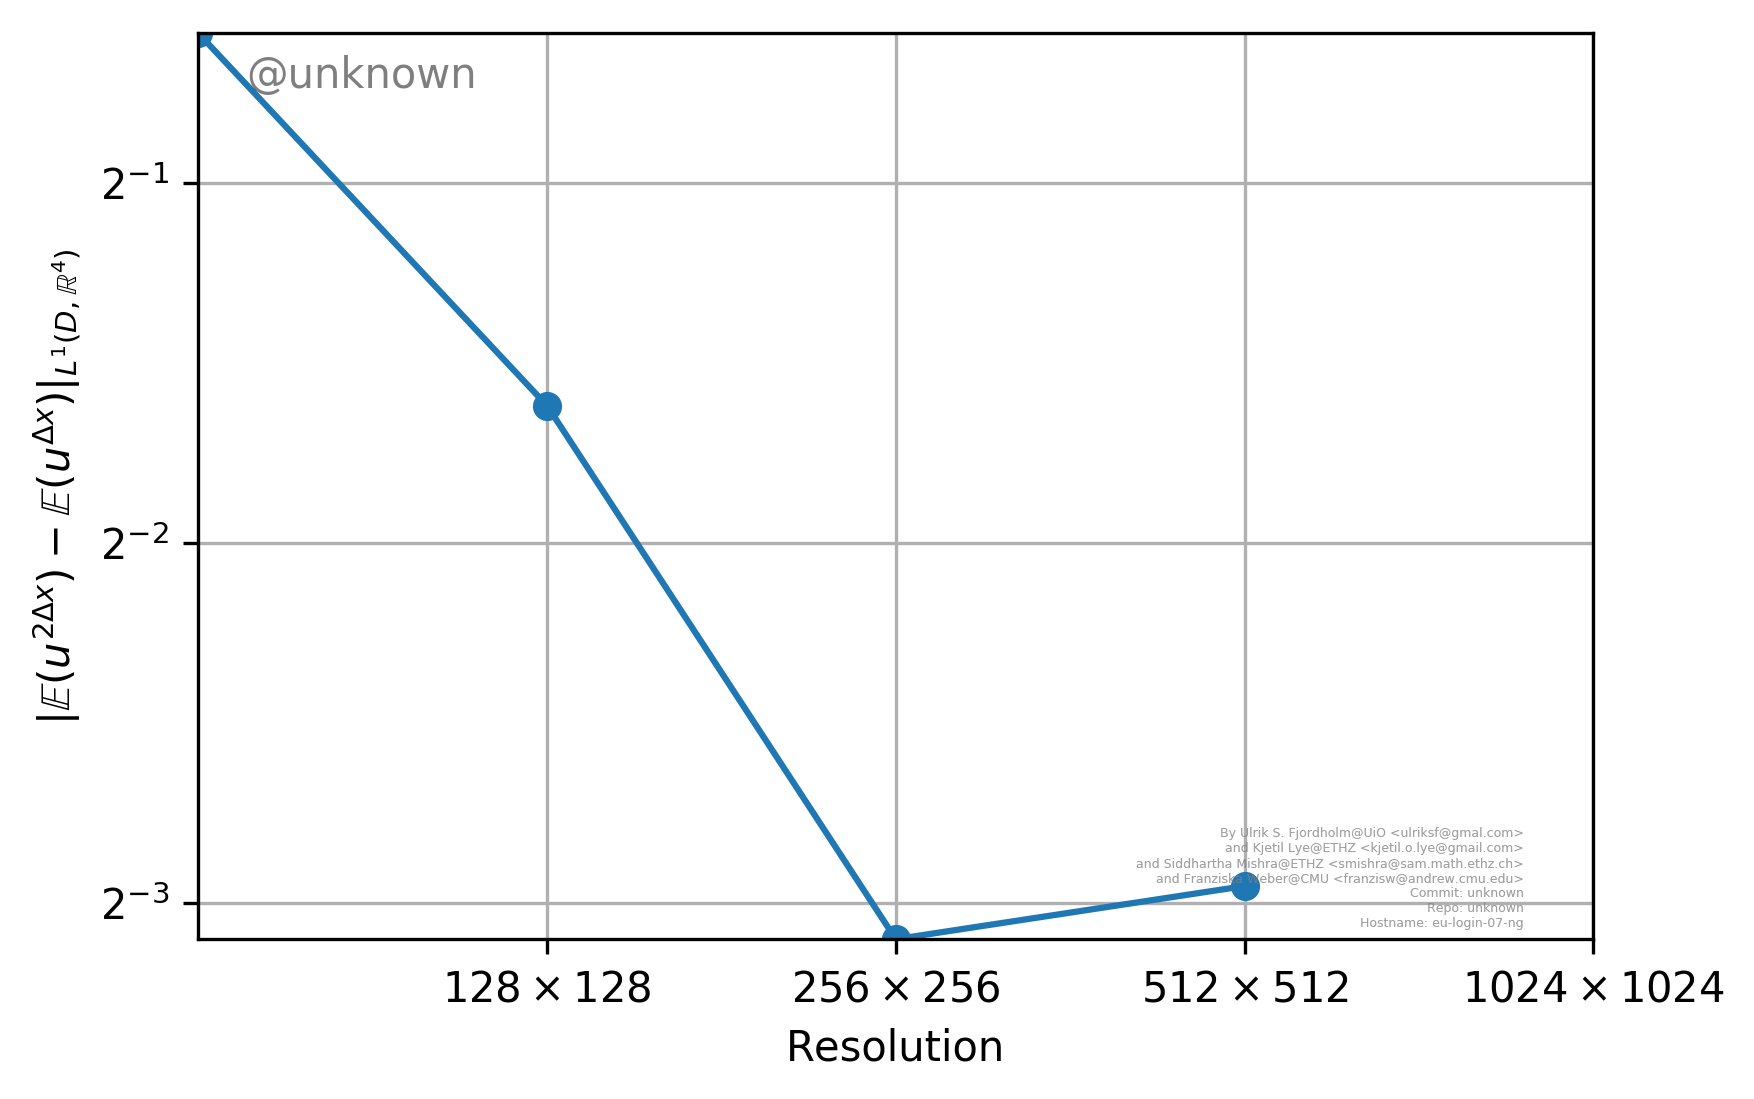 @unknown
2⁻¹
2⁻²
2⁻³
|𝔼(u^{2Δx}) − 𝔼(u^{Δx})|_{L¹(D, ℝ⁴)}
By Ulrik S. Fjordholm@UiO <ulriksf@gmal.com>
and Kjetil Lye@ETHZ <kjetil.o.lye@gmail.com>
and Siddhartha Mishra@ETHZ <smishra@sam.math.ethz.ch>
and Franziska Weber@CMU <franzisw@andrew.cmu.edu>
Commit: unknown
Repo: unknown
Hostname: eu-login-07-ng
128 × 128
256 × 256
512 × 512
1024 × 1024
Resolution